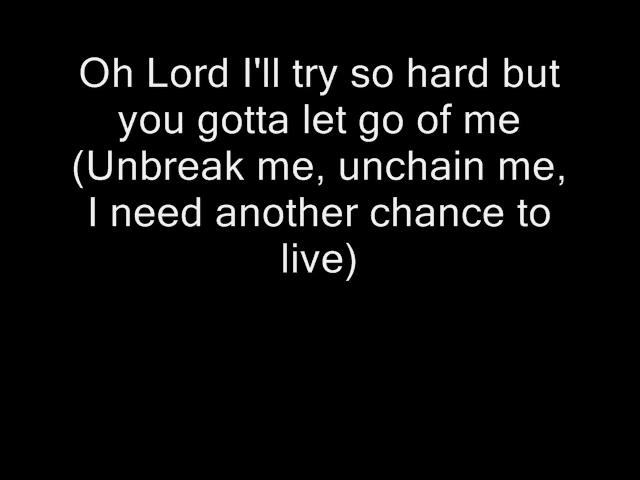 Oh Lord I'll try so hard but
you gotta let go of me
(Unbreak me, unchain me,
I need another chance to
live)